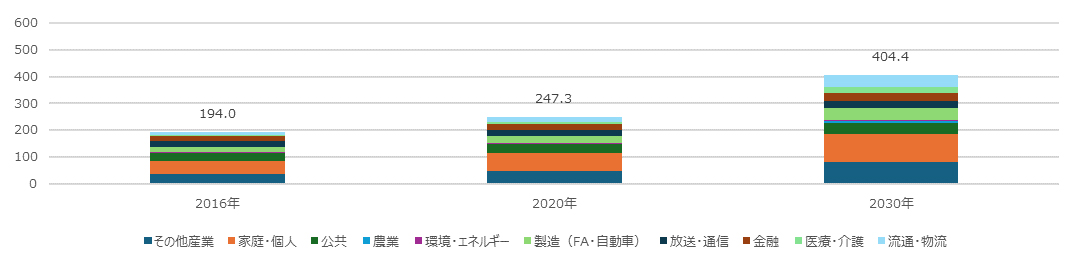 600
500
400
300
200
100
0
194.0
247.3
404.4
2016年
2020年
2030年
その他産業 家庭・個人 公共 農業 環境・エネルギー 製造（FA・自動車） 放送・通信 金融 医療・介護 流通・物流